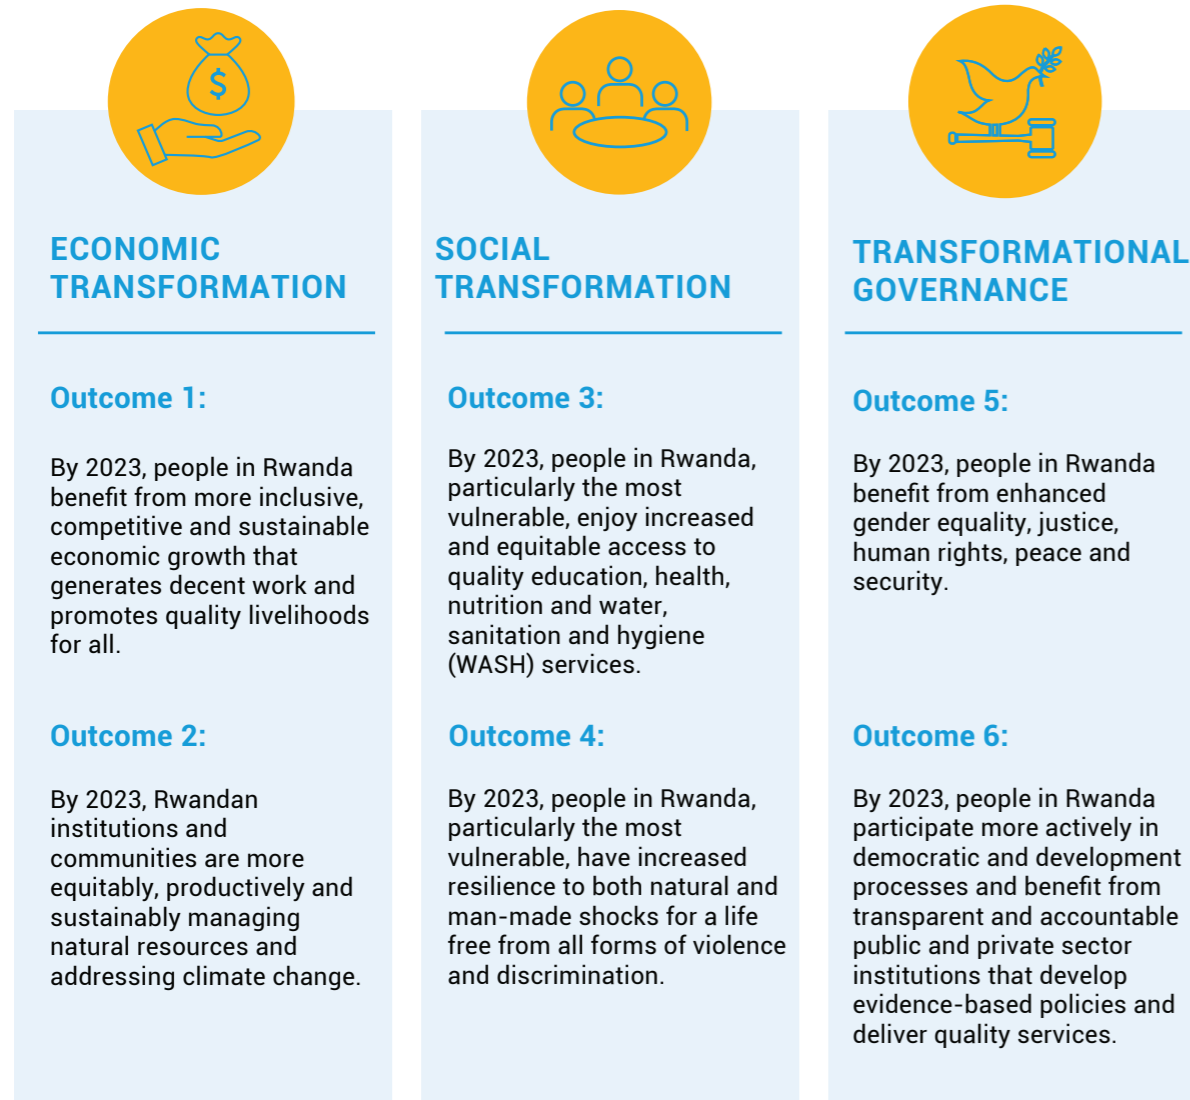 $
ECONOMIC
TRANSFORMATION
Outcome 1:
By 2023, people in Rwanda
benefit from more inclusive,
competitive and sustainable
economic growth that
generates decent work and
promotes quality livelihoods
for all.
Outcome 2:
By 2023, Rwandan
institutions and
communities are more
equitably, productively and
sustainably managing
natural resources and
addressing climate change.
SOCIAL
TRANSFORMATION
Outcome 3:
By 2023, people in Rwanda,
particularly the most
vulnerable, enjoy increased
and equitable access to
quality education, health,
nutrition and water,
sanitation and hygiene
(WASH) services.
Outcome 4:
By 2023, people in Rwanda,
particularly the most
vulnerable, have increased
resilience to both natural and
man-made shocks for a life
free from all forms of violence
and discrimination.
TRANSFORMATIONAL
GOVERNANCE
Outcome 5:
By 2023, people in Rwanda
benefit from enhanced
gender equality, justice,
human rights, peace and
security.
Outcome 6:
By 2023, people in Rwanda
participate more actively in
democratic and development
processes and benefit from
transparent and accountable
public and private sector
institutions that develop
evidence-based policies and
deliver quality services.